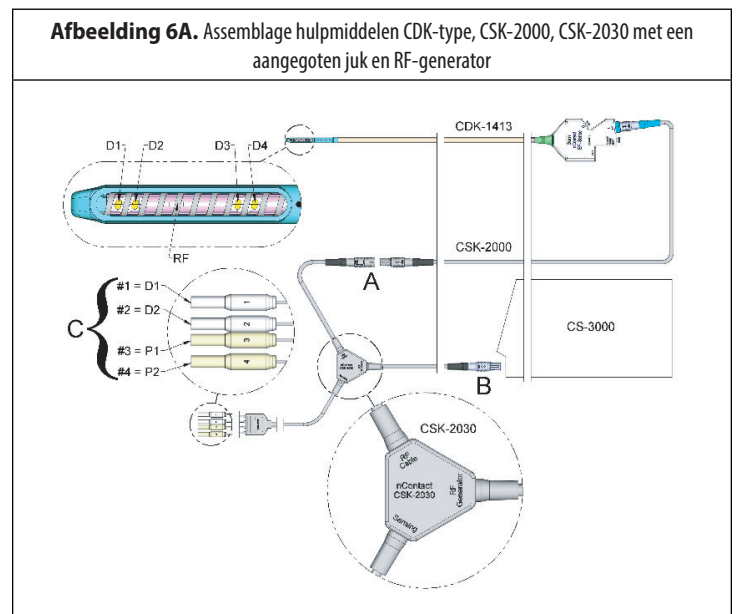 Afbeelding 6A. Assemblage hulpmiddelen CDK-type, CSK-2000, CSK-2030 met een
aangegoten juk en RF-generator
CDK-1413
D1
D2
D3
D4
RF
CSK-2000
A
C
#1 = D1
#2 = D2
#3 = P1
#4 = P2
1
2
3
4
CS-3000
B
CSK-2030
RF
Cable
nContact
CSK-2030
RF
Generator
Sensing